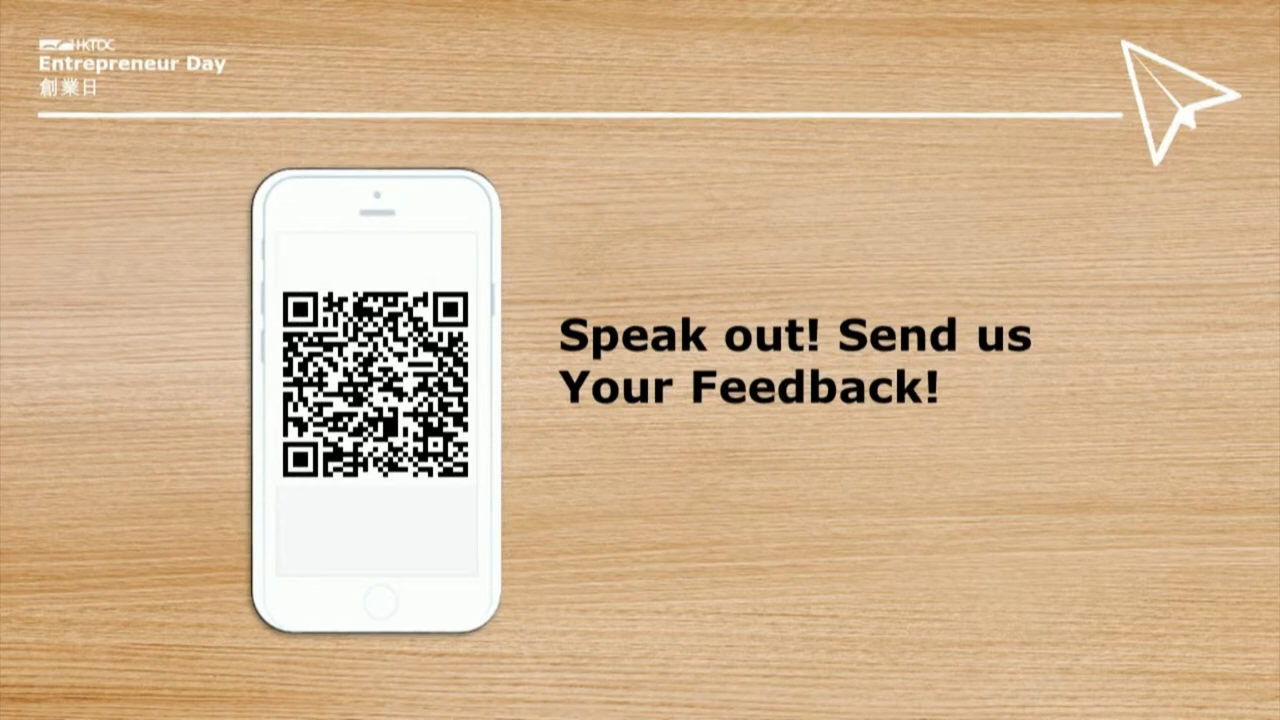 HKTDC
Entrepreneur Day
創業日
Speak out! Send us
Your Feedback!